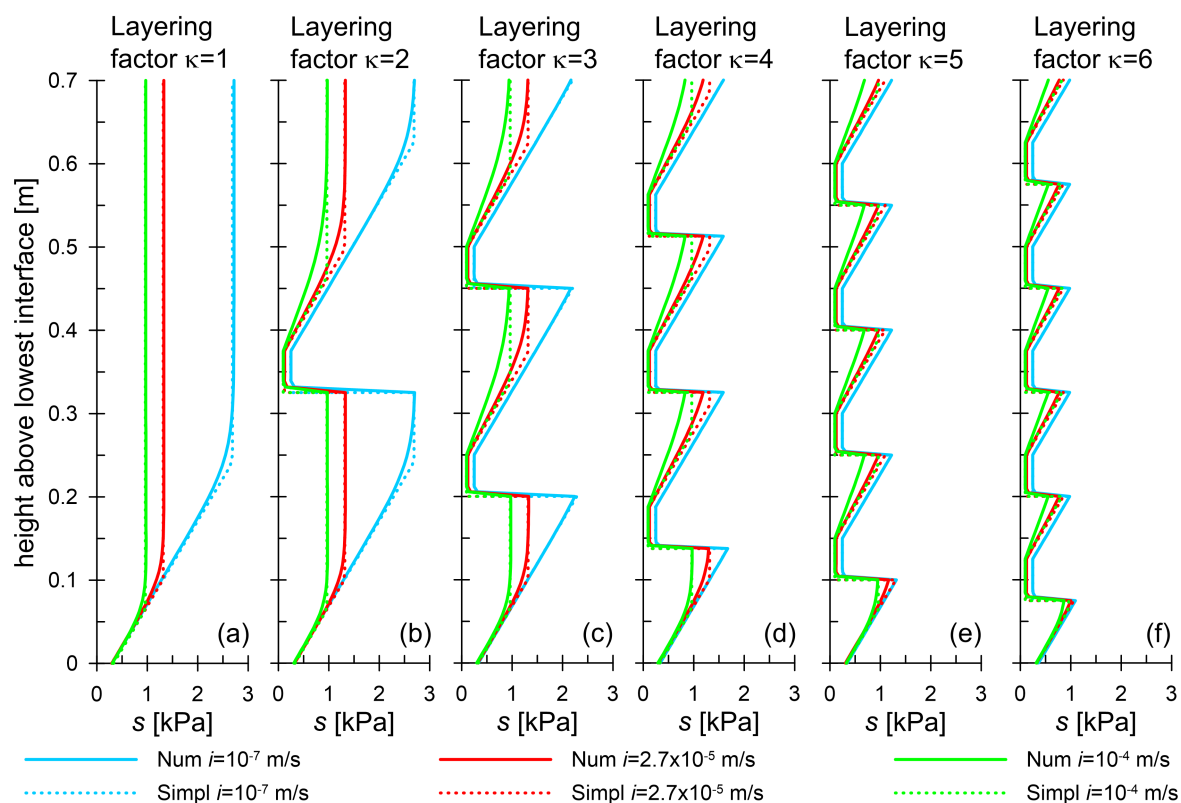 Layering Layering Layering Layering Layering Layering
factor κ=1 factor κ=2 factor κ=3 factor κ=4 factor κ=5 factor κ=6
0.7
0.6
0.5
0.4
0.3
0.2
0.1
0
height above lowest interface [m]
(a) (b) (c) (d) (e) (f)
0 1 2 3 0 1 2 3 0 1 2 3 0 1 2 3 0 1 2 3 0 1 2 3
s [kPa] s [kPa] s [kPa] s [kPa] s [kPa] s [kPa]
Num i=10⁻⁷ m/s Num i=2.7x10⁻⁵ m/s Num i=10⁻⁴ m/s
Simpl i=10⁻⁷ m/s Simpl i=2.7x10⁻⁵ m/s Simpl i=10⁻⁴ m/s